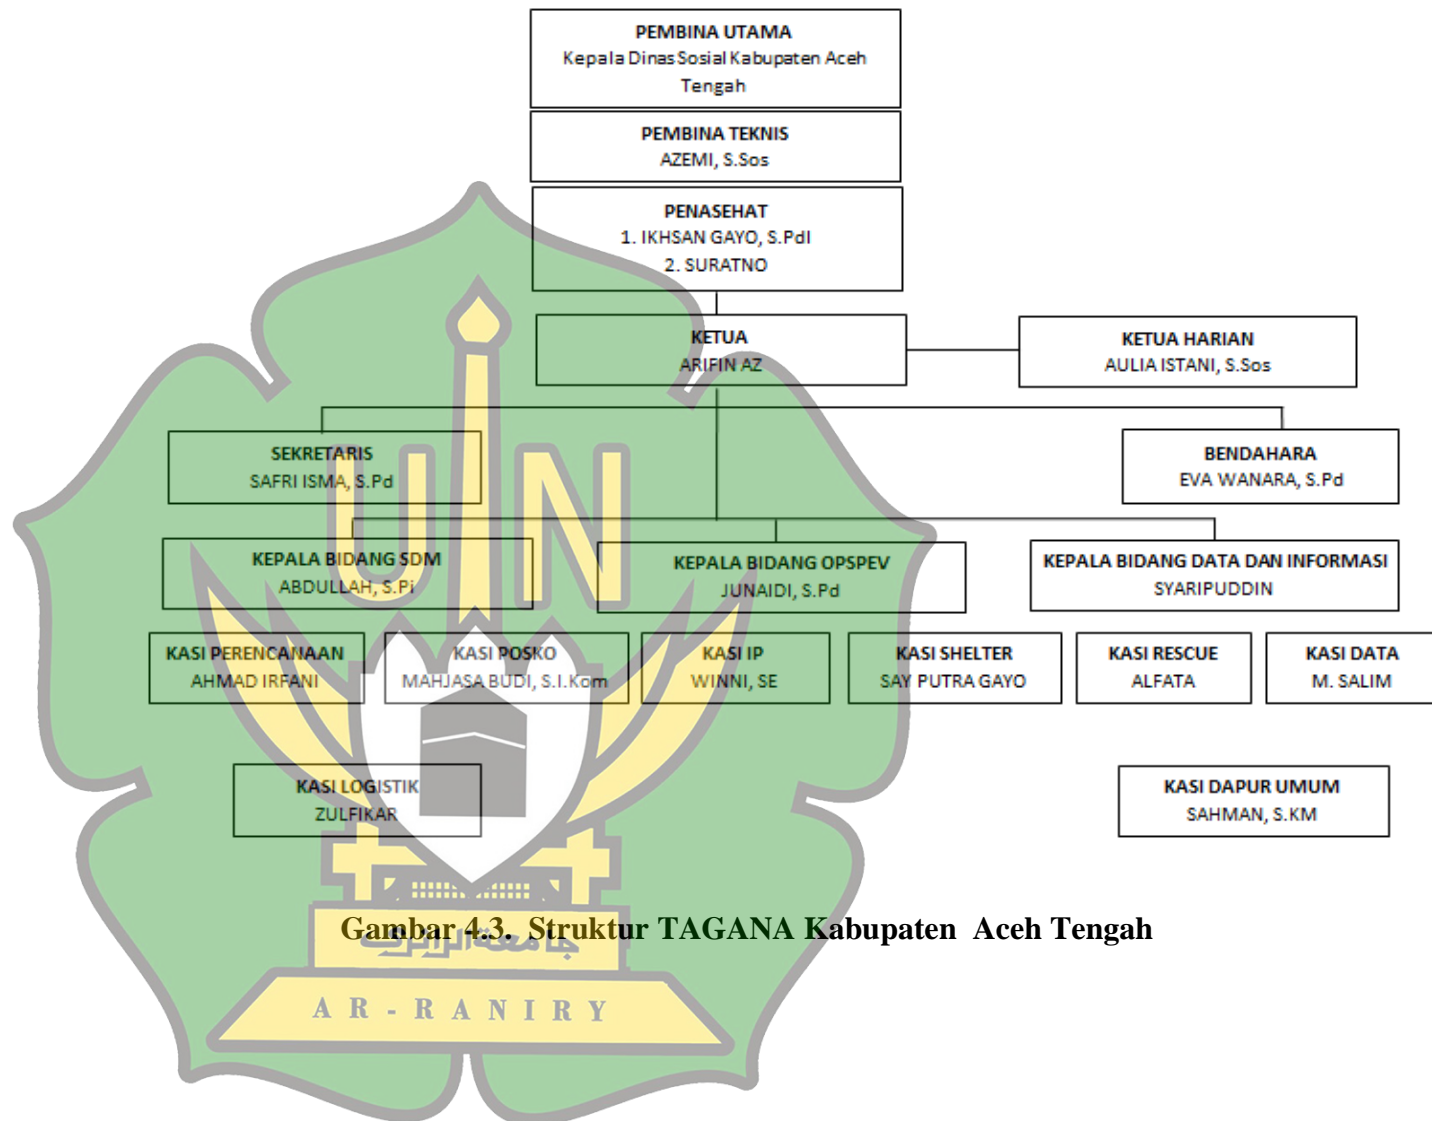 PEMBINA UTAMA
Kepala Dinas Sosial Kabupaten Aceh
Tengah
PEMBINA TEKNIS
AZEMI, S.Sos
PENASEHAT
1. IKHSAN GAYO, S.PdI
2. SURATNO
KETUA
ARIFIN AZ
KETUA HARIAN
AULIA ISTANI, S.Sos
SEKRETARIS
SAFRI ISMA, S.Pd
BENDAHARA
EVA WANARA, S.Pd
UIN
KEPALA BIDANG SDM
ABDULLAH, S.Pi
KEPALA BIDANG OPSPEV
JUNAIDI, S.Pd
KEPALA BIDANG DATA DAN INFORMASI
SYARIPUDDIN
KASI PERENCANAAN
AHMAD IRFANI
KASI POSKO
MAHJASA BUDI, S.I.Kom
KASI IP
WINNI, SE
KASI SHELTER
SAY PUTRA GAYO
KASI RESCUE
ALFATA
KASI DATA
M. SALIM
KASI LOGISTIK
ZULFIKAR
KASI DAPUR UMUM
SAHMAN, S.KM
Gambar 4.3.  Struktur TAGANA Kabupaten  Aceh Tengah
جامعة الرانري
AR-RANIRY